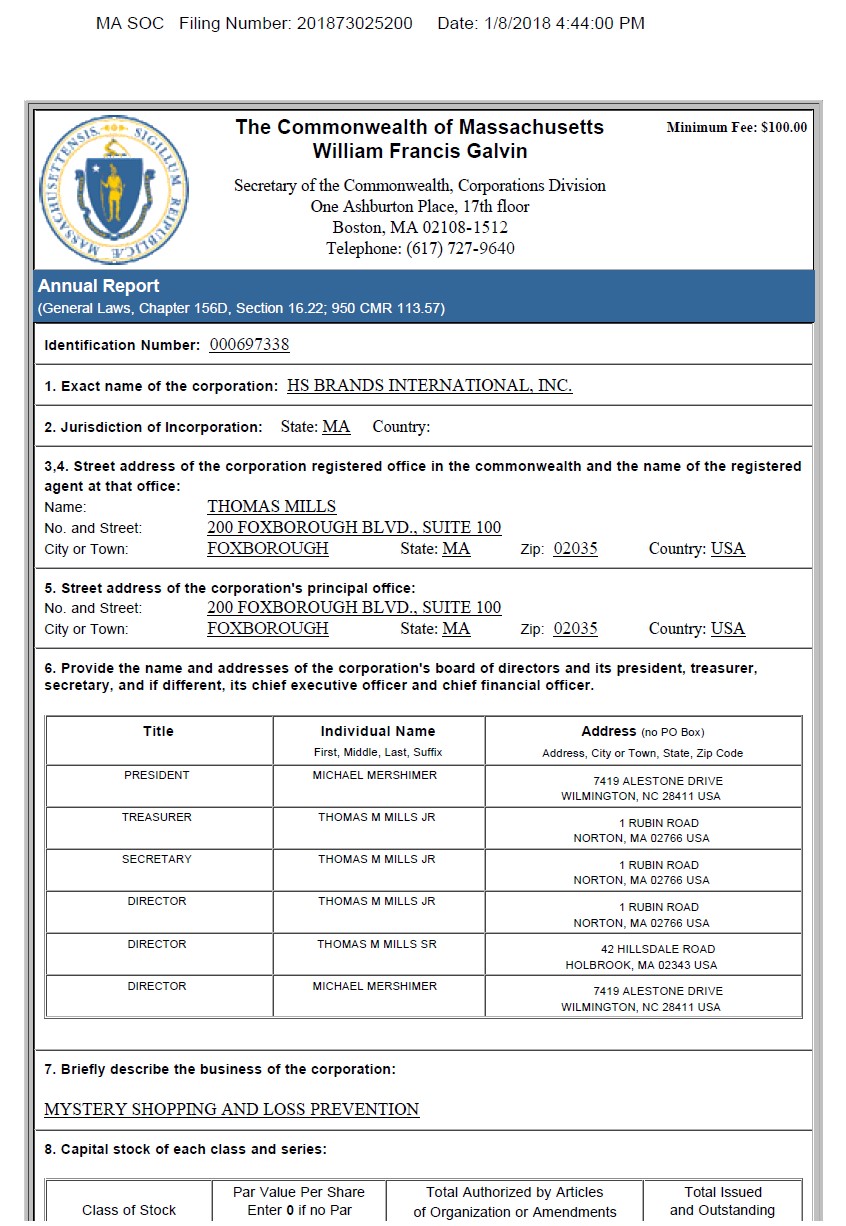 MA SOC Filing Number: 201873025200 Date: 1/8/2018 4:44:00 PM
The Commonwealth of Massachusetts
William Francis Galvin
Minimum Fee: $100.00
Secretary of the Commonwealth, Corporations Division
One Ashburton Place, 17th floor
Boston, MA 02108-1512
Telephone: (617) 727-9640
SIGILLUM REIPUBLICÆ MASSACHUSETTENSIS
Annual Report
(General Laws, Chapter 156D, Section 16.22; 950 CMR 113.57)
Identification Number: 000697338
1. Exact name of the corporation: HS BRANDS INTERNATIONAL, INC.
2. Jurisdiction of Incorporation: State: MA Country:
3,4. Street address of the corporation registered office in the commonwealth and the name of the registered
agent at that office:
Name: THOMAS MILLS
No. and Street: 200 FOXBOROUGH BLVD., SUITE 100
City or Town: FOXBOROUGH State: MA Zip: 02035 Country: USA
5. Street address of the corporation's principal office:
No. and Street: 200 FOXBOROUGH BLVD., SUITE 100
City or Town: FOXBOROUGH State: MA Zip: 02035 Country: USA
6. Provide the name and addresses of the corporation's board of directors and its president, treasurer,
secretary, and if different, its chief executive officer and chief financial officer.
Title Individual Name Address (no PO Box)
First, Middle, Last, Suffix Address, City or Town, State, Zip Code
PRESIDENT MICHAEL MERSHIMER 7419 ALESTONE DRIVE
WILMINGTON, NC 28411 USA
TREASURER THOMAS M MILLS JR 1 RUBIN ROAD
NORTON, MA 02766 USA
SECRETARY THOMAS M MILLS JR 1 RUBIN ROAD
NORTON, MA 02766 USA
DIRECTOR THOMAS M MILLS JR 1 RUBIN ROAD
NORTON, MA 02766 USA
DIRECTOR THOMAS M MILLS SR 42 HILLSDALE ROAD
HOLBROOK, MA 02343 USA
DIRECTOR MICHAEL MERSHIMER 7419 ALESTONE DRIVE
WILMINGTON, NC 28411 USA
7. Briefly describe the business of the corporation:
MYSTERY SHOPPING AND LOSS PREVENTION
8. Capital stock of each class and series:
Par Value Per Share Total Authorized by Articles Total Issued
Class of Stock Enter 0 if no Par of Organization or Amendments and Outstanding